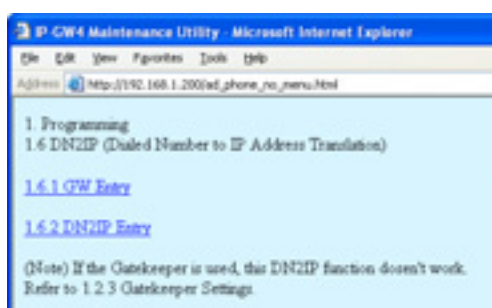 IP-GW4 Maintenance Utility - Microsoft Internet Explorer
File Edit View Favorites Tools Help
Address http://192.168.1.200/ad_phone_no_menu.html
1. Programming
1.6 DN2IP (Dialed Number to IP Address Translation)
1.6.1 GW Entry
1.6.2 DN2IP Entry
(Note) If the Gatekeeper is used, this DN2IP function dosen't work.
Refer to 1.2.3 Gatekeeper Settings.